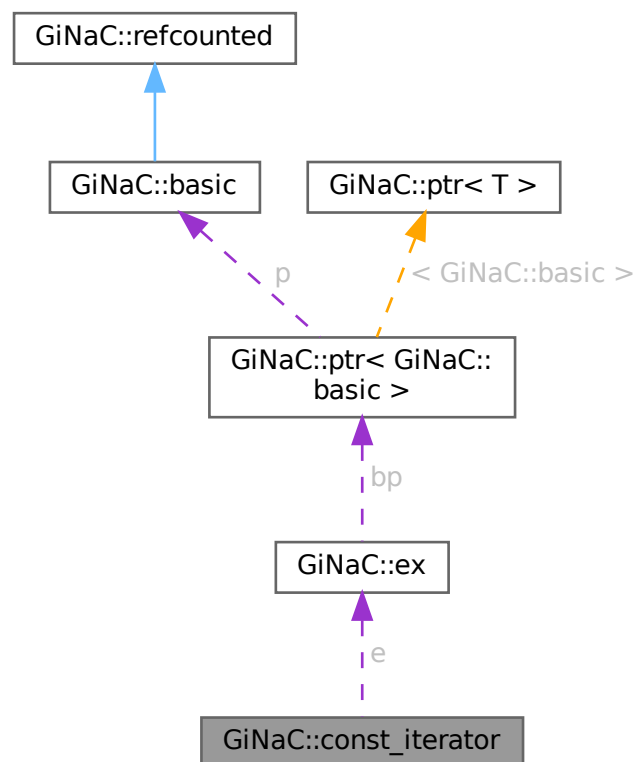 GiNaC::refcounted
GiNaC::basic
GiNaC::ptr< T >
p
< GiNaC::basic >
GiNaC::ptr< GiNaC::
basic >
bp
GiNaC::ex
e
GiNaC::const_iterator